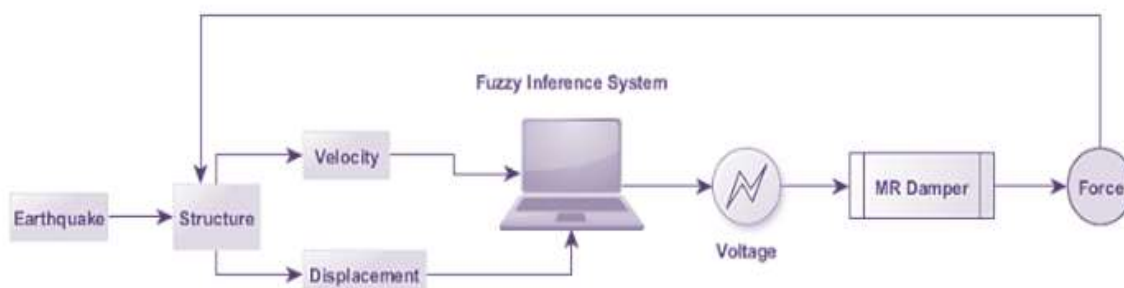 Fuzzy Inference System
Velocity
Earthquake
Structure
MR Damper
Force
Voltage
Displacement